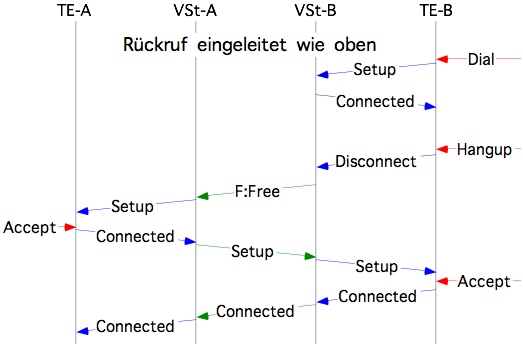 TE-A VSt-A VSt-B TE-B
Rückruf eingeleitet wie oben
Dial
Setup
Connected
Hangup
Disconnect
F:Free
Setup
Accept
Connected
Setup
Setup
Accept
Connected
Connected
Connected